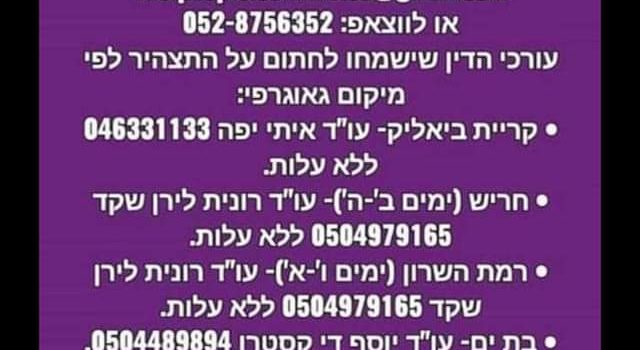 או לווצאפ: 052-8756352
עורכי הדין שישמחו לחתום על התצהיר לפי
מיקום גאוגרפי:
• קריית ביאליק- עו"ד איתי יפה 046331133
ללא עלות.
• חריש (ימים ב'-ה')- עו"ד רונית לירן שקד
0504979165 ללא עלות.
• רמת השרון (ימים ו'-א')- עו"ד רונית לירן
שקד 0504979165 ללא עלות.
• בת ים- עו"ד יוסף די קסטרו 0504489894.